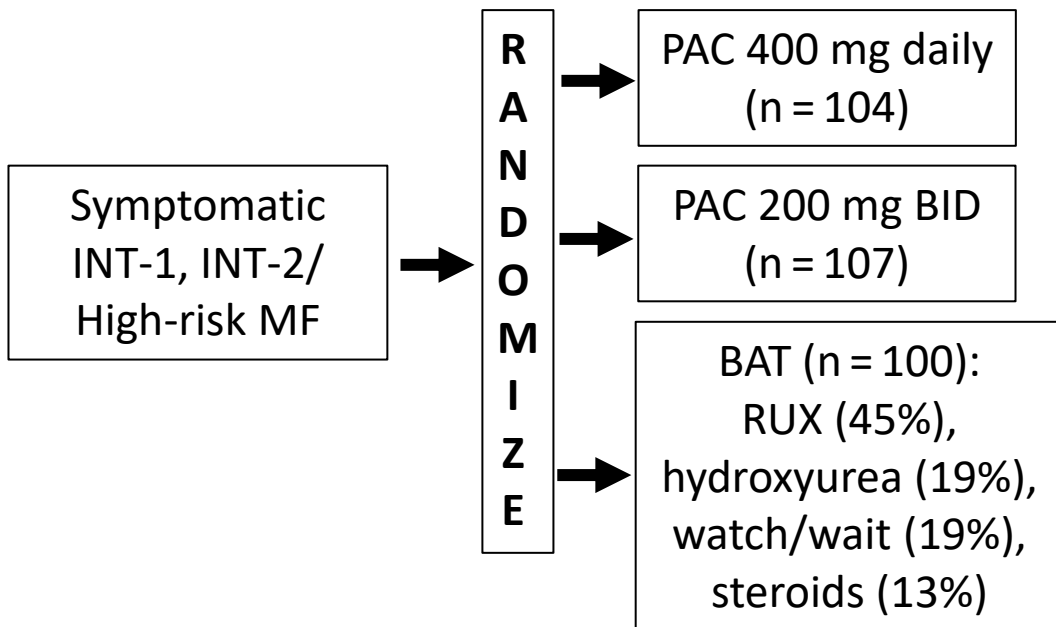 Symptomatic
INT-1, INT-2/
High-risk MF
R
A
N
D
O
M
I
Z
E
PAC 400 mg daily
(n = 104)
PAC 200 mg BID
(n = 107)
BAT (n = 100):
RUX (45%),
hydroxyurea (19%),
watch/wait (19%),
steroids (13%)